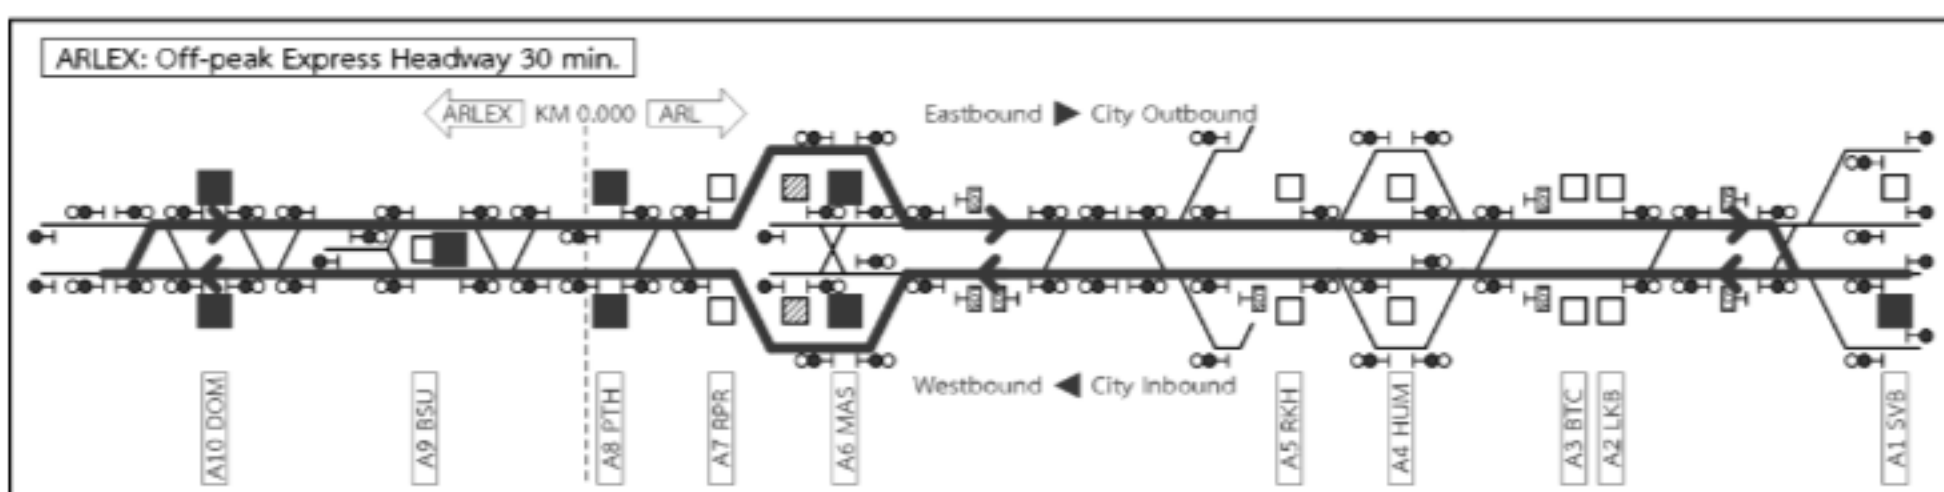 ARLEX: Off-peak Express Headway 30 min.
ARLEX KM 0.000 ARL
Eastbound ▶ City Outbound
Westbound ◀ City Inbound
A10 DOM
A9 BSU
A8 PTH
A7 RPR
A6 MAS
A5 RKH
A4 HUM
A3 BTC
A2 LKB
A1 SVB